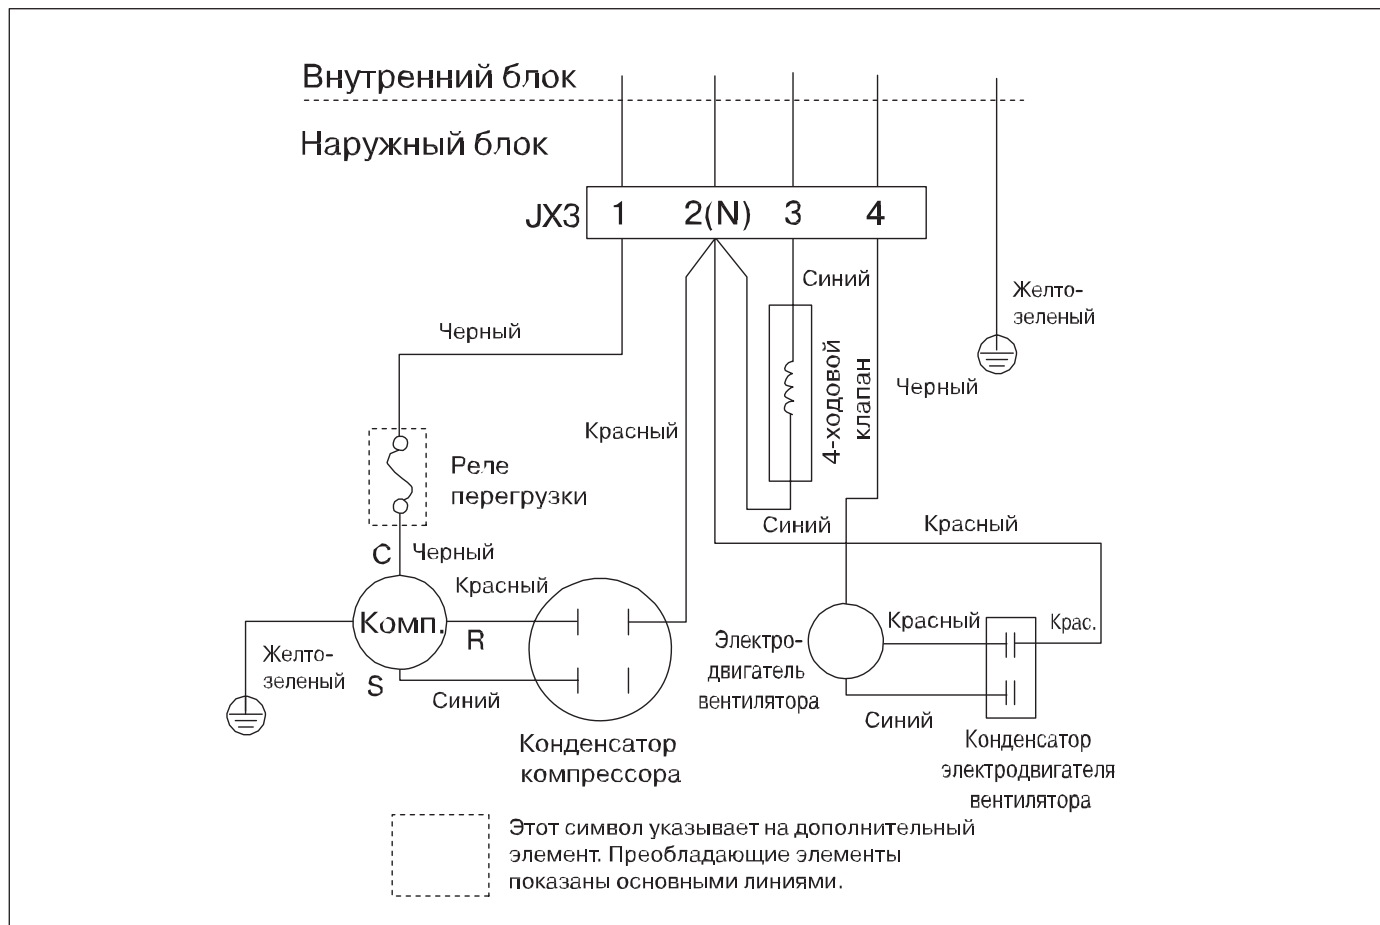 Внутренний блок
Наружный блок
JX3 1 2(N) 3 4
Синий
Желто-
зеленый
Черный
4-ходовой
клапан
Черный
Красный
Реле
перегрузки
Синий
Красный
C
Черный
Красный
Комп.
R
Красный
Крас.
Электро-
двигатель
вентилятора
Желто-
зеленый
S
Синий
Синий
Конденсатор
компрессора
Конденсатор
электродвигателя
вентилятора
Этот символ указывает на дополнительный
элемент. Преобладающие элементы
показаны основными линиями.